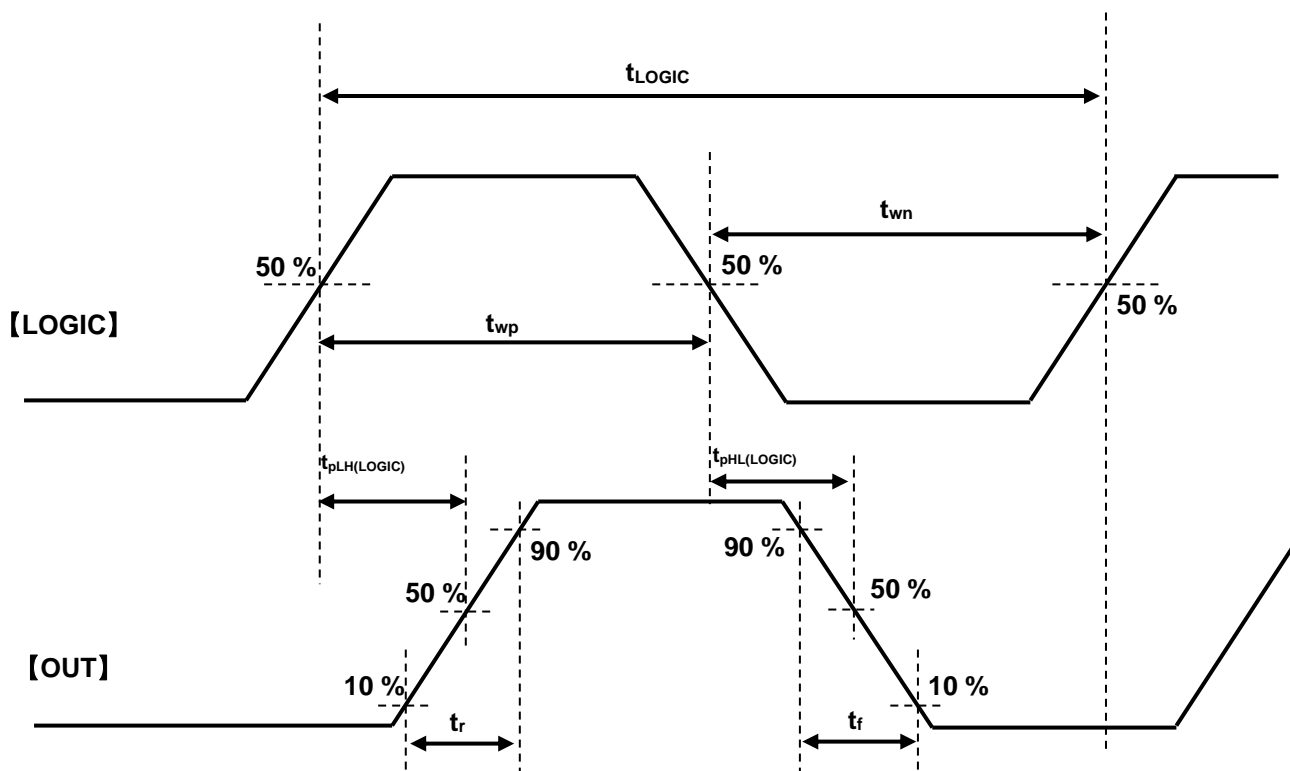 tLOGIC
twn
50 %
50 %
50 %
【LOGIC】
twp
tpLH(LOGIC)
tpHL(LOGIC)
90 %
90 %
50 %
50 %
【OUT】
10 %
10 %
tr
tf